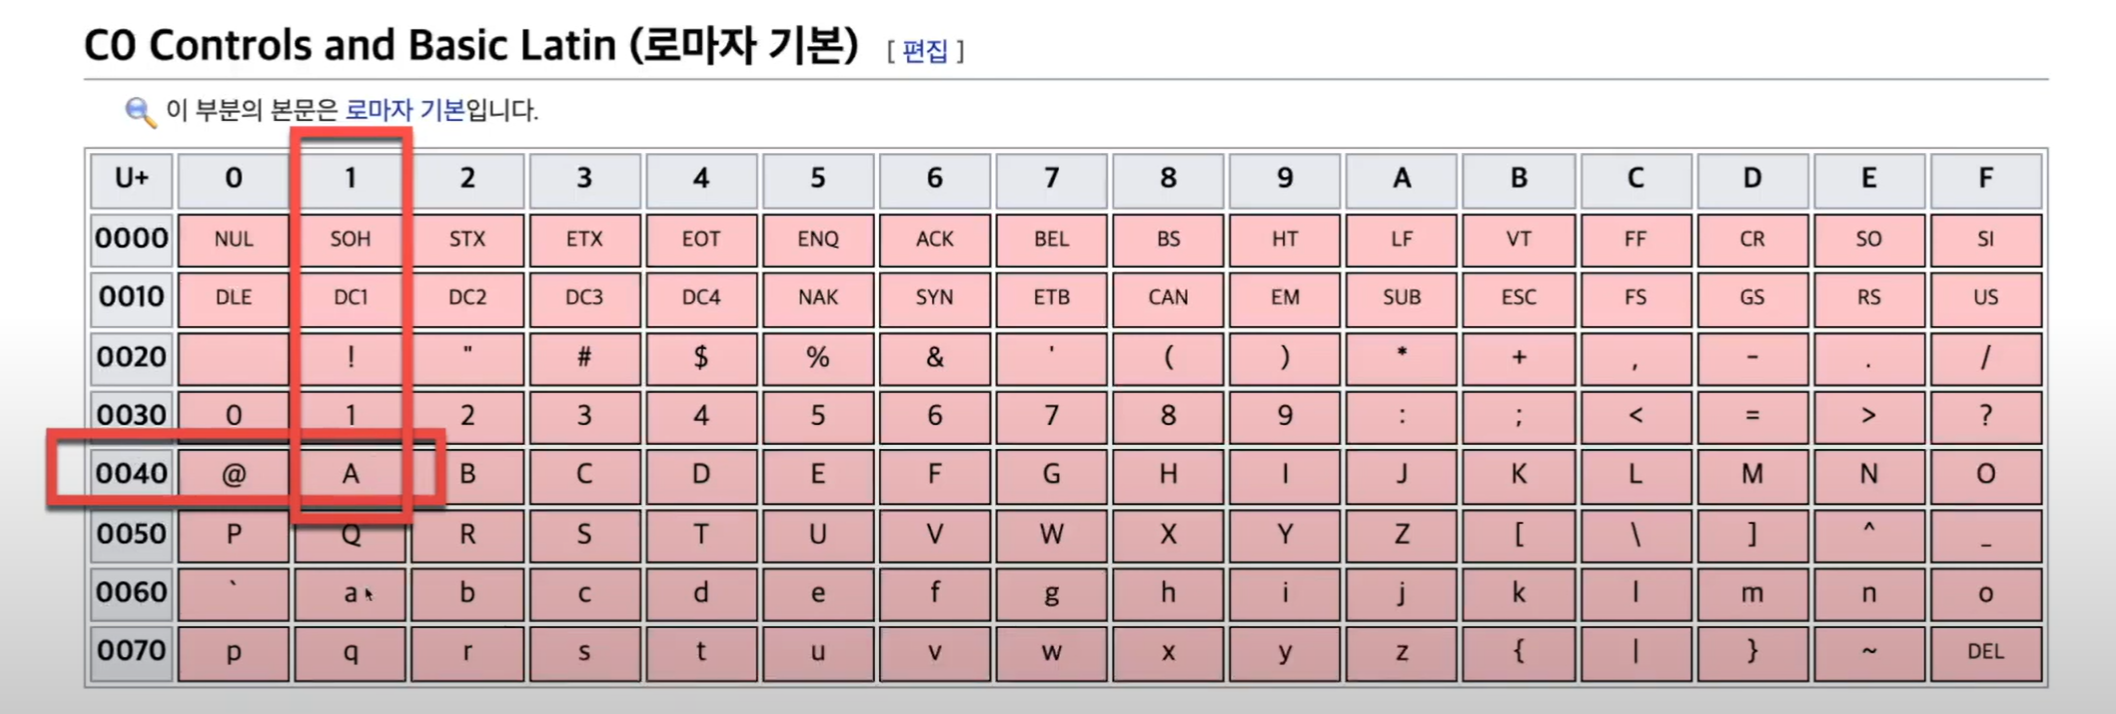 C0 Controls and Basic Latin (로마자 기본) [ 편집 ]
이 부분의 본문은 로마자 기본입니다.
U+ 0 1 2 3 4 5 6 7 8 9 A B C D E F
0000 NUL SOH STX ETX EOT ENQ ACK BEL BS HT LF VT FF CR SO SI
0010 DLE DC1 DC2 DC3 DC4 NAK SYN ETB CAN EM SUB ESC FS GS RS US
0020 ! " # $ % & ' ( ) * + , - . /
0030 0 1 2 3 4 5 6 7 8 9 : ; < = > ?
0040 @ A B C D E F G H I J K L M N O
0050 P Q R S T U V W X Y Z [ \ ] ^ _
0060 ` a b c d e f g h i j k l m n o
0070 p q r s t u v w x y z { | } ~ DEL